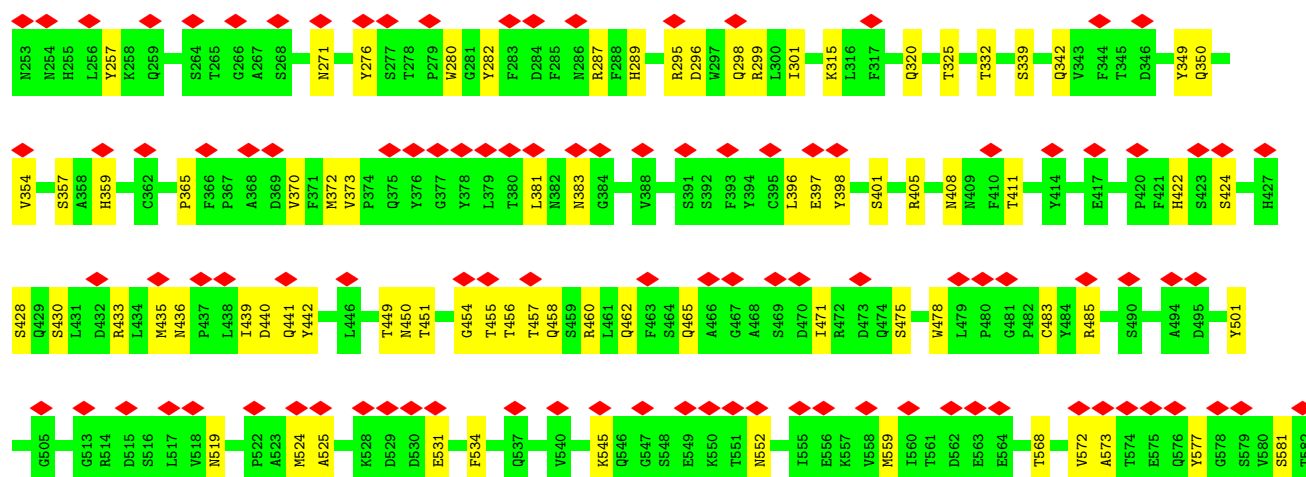 N253 N254 H255 L256 Y257 K258 Q259 S264 T265 G266 A267 S268 N271 Y276 S277 T278 P279 W280 G281 Y282 F283 D284 F285 N286 R287 F288 H289 R295 D296 W297 Q298 R299 L300 I301 K315 L316 F317 Q320 T325 T332 S339 Q342 V343 F344 T345 D346 Y349 Q350
V354 S357 A358 H359 C362 P365 F366 P367 A368 D369 V370 F371 M372 V373 P374 Q375 Y376 G377 Y378 L379 T380 L381 N382 N383 G384 V388 S391 S392 F393 Y394 C395 L396 E397 Y398 S401 R405 N408 N409 F410 T411 Y414 E417 P420 F421 H422 S423 S424 H427
S428 Q429 S430 L431 D432 R433 L434 M435 N436 P437 L438 I439 D440 Q441 Y442 L446 T449 N450 T451 G454 T455 T456 T457 Q458 S459 R460 L461 Q462 F463 S464 Q465 A466 G467 A468 S469 D470 I471 R472 D473 Q474 S475 W478 L479 P480 G481 P482 C483 Y484 R485 S490 A494 D495 Y501
G505 G513 R514 D515 S516 L517 V518 N519 P522 A523 M524 A525 K528 D529 D530 E531 F534 Q537 V540 K545 Q546 G547 S548 E549 K550 T551 N552 I555 E556 K557 V558 M559 I560 T561 D562 E563 E564 T568 V572 A573 T574 E575 Q576 Y577 G578 S579 V580 S581 T582